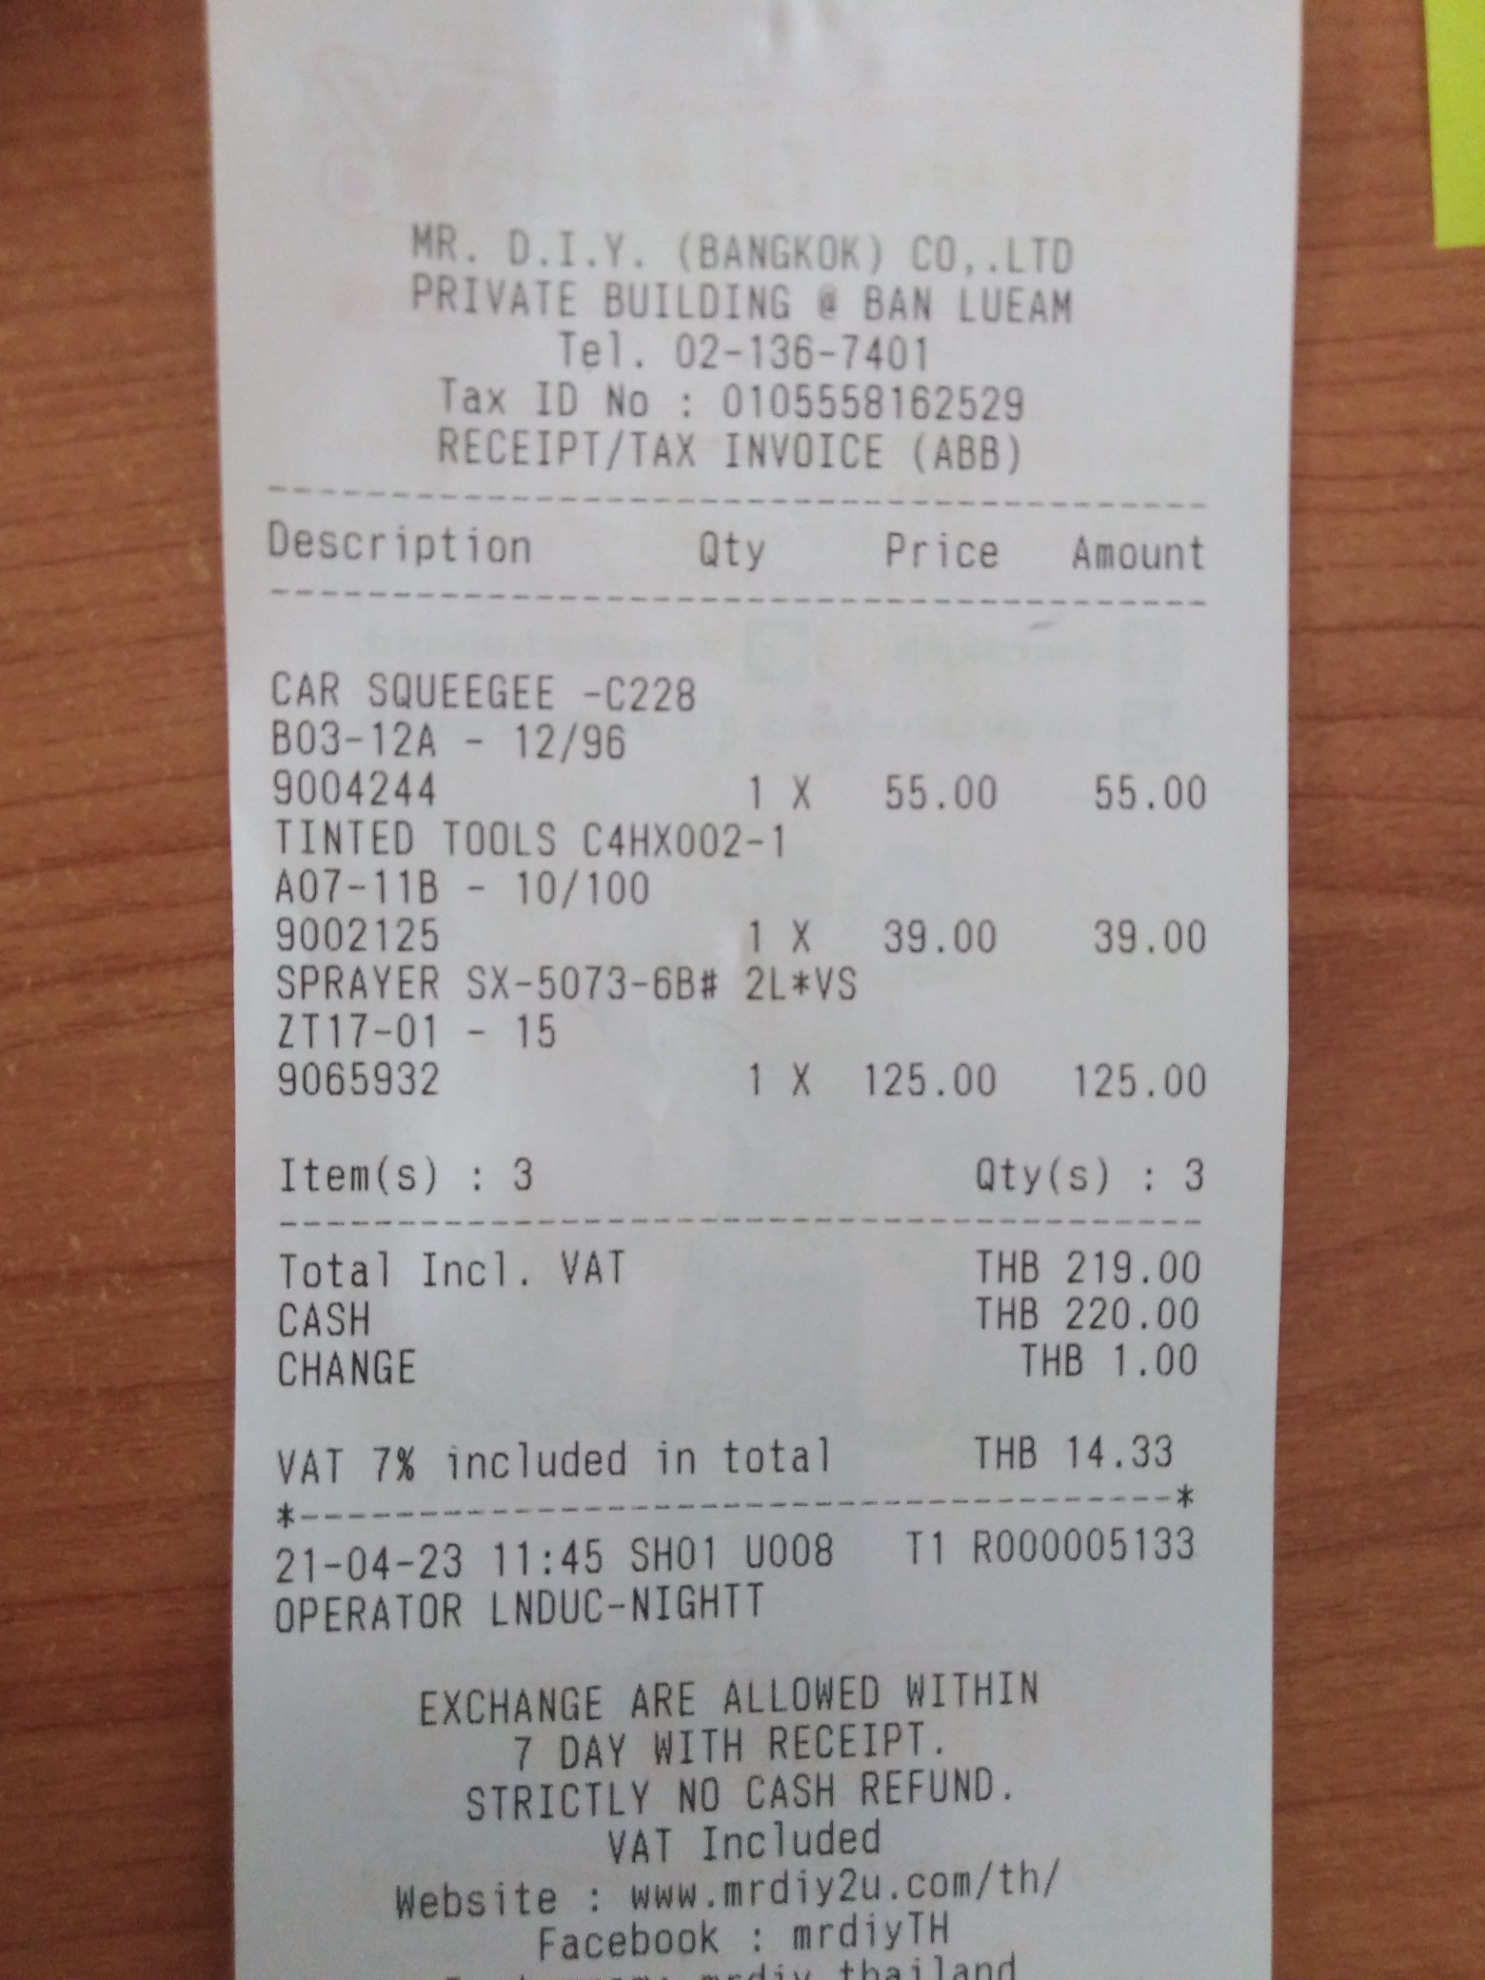 MR. D.I.Y. (BANGKOK) CO,.LTD
PRIVATE BUILDING @ BAN LUEAM
Tel. 02-136-7401
Tax ID No : 0105558162529
RECEIPT/TAX INVOICE (ABB)
Description Qty Price Amount
CAR SQUEEGEE -C228
B03-12A - 12/96
9004244 1 X 55.00 55.00
TINTED TOOLS C4HX002-1
A07-11B - 10/100
9002125 1 X 39.00 39.00
SPRAYER SX-5073-6B# 2L*VS
ZT17-01 - 15
9065932 1 X 125.00 125.00
Item(s) : 3 Qty(s) : 3
Total Incl. VAT THB 219.00
CASH THB 220.00
CHANGE THB 1.00
VAT 7% included in total THB 14.33
*--------------------------------------*
21-04-23 11:45 SH01 U008 T1 R000005133
OPERATOR LNDUC-NIGHTT
EXCHANGE ARE ALLOWED WITHIN
7 DAY WITH RECEIPT.
STRICTLY NO CASH REFUND.
VAT Included
Website : www.mrdiy2u.com/th/
Facebook : mrdiyTH
mrdiy thailand